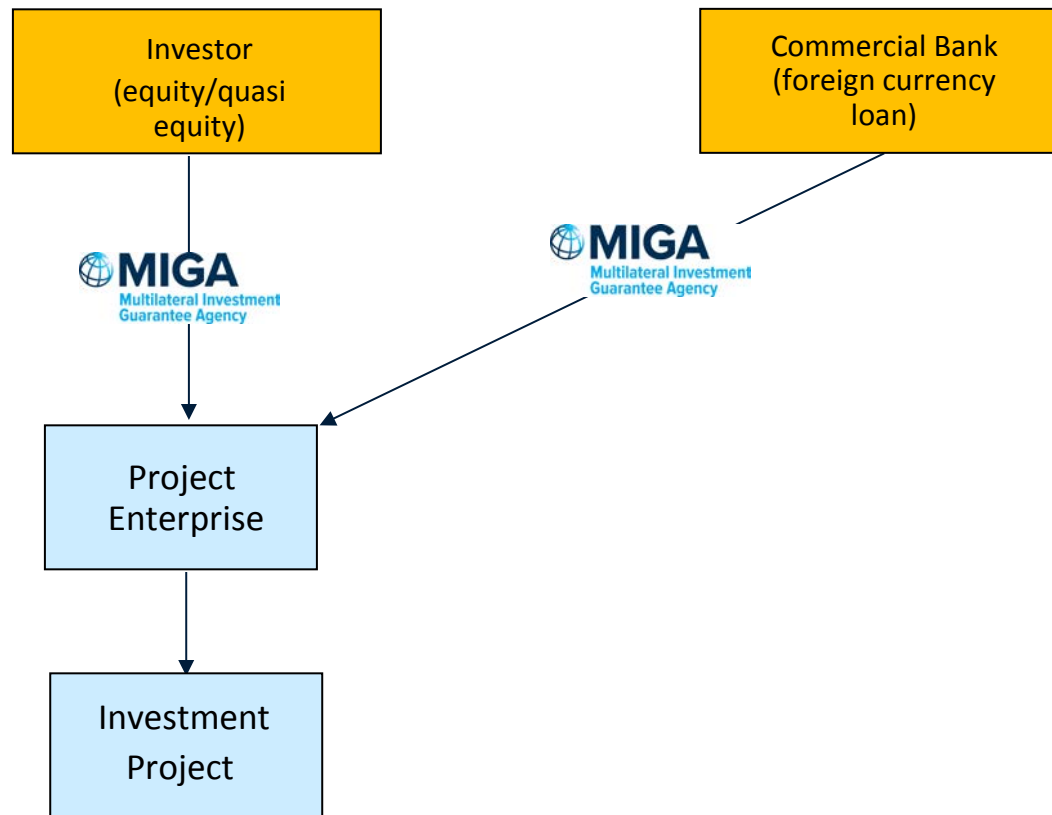 Investor
(equity/quasi
equity)
Commercial Bank
(foreign currency
loan)
MIGA
Multilateral Investment
Guarantee Agency
MIGA
Multilateral Investment
Guarantee Agency
Project
Enterprise
Investment
Project